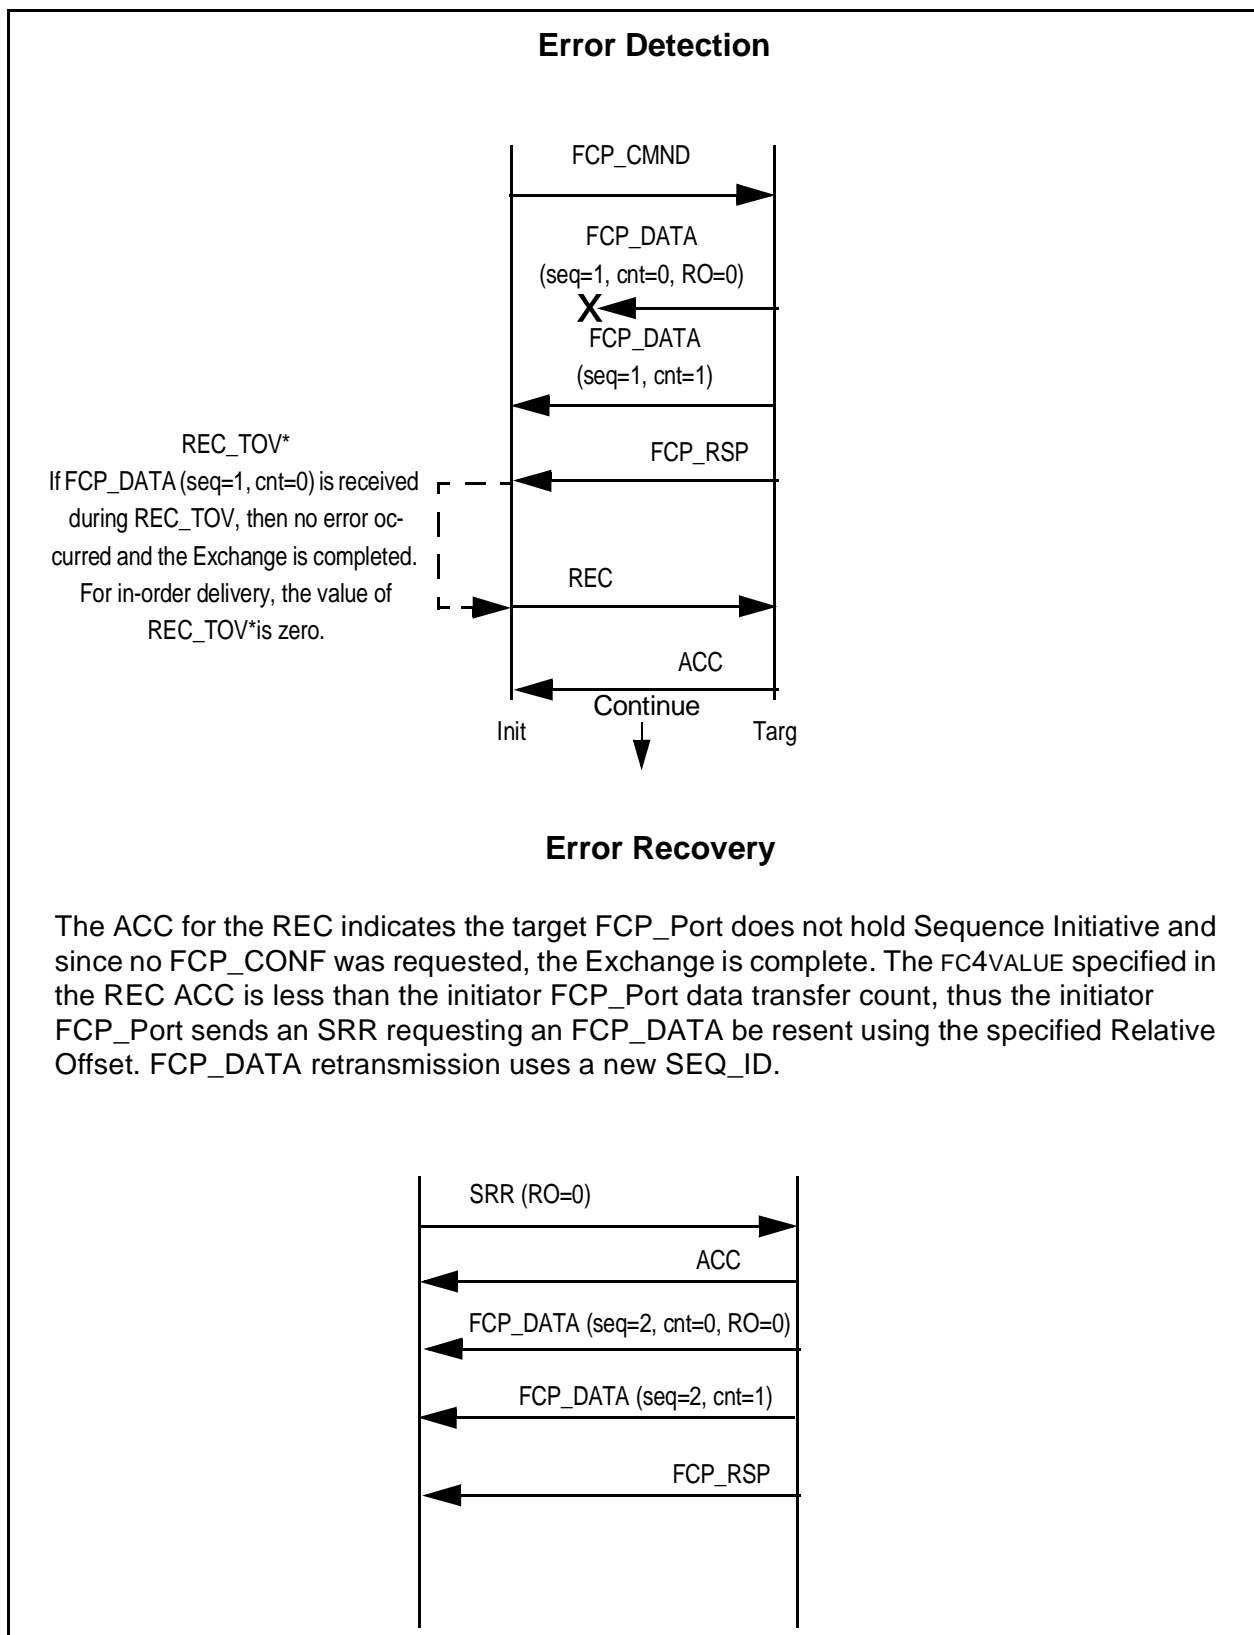 Error Detection
FCP_CMND
FCP_DATA
(seq=1, cnt=0, RO=0)
X
FCP_DATA
(seq=1, cnt=1)
FCP_RSP
REC_TOV*
If FCP_DATA (seq=1, cnt=0) is received
during REC_TOV, then no error oc-
curred and the Exchange is completed.
For in-order delivery, the value of
REC_TOV*is zero.
REC
ACC
Continue
Init
Targ
Error Recovery
The ACC for the REC indicates the target FCP_Port does not hold Sequence Initiative and
since no FCP_CONF was requested, the Exchange is complete. The FC4VALUE specified in
the REC ACC is less than the initiator FCP_Port data transfer count, thus the initiator
FCP_Port sends an SRR requesting an FCP_DATA be resent using the specified Relative
Offset. FCP_DATA retransmission uses a new SEQ_ID.
SRR (RO=0)
ACC
FCP_DATA (seq=2, cnt=0, RO=0)
FCP_DATA (seq=2, cnt=1)
FCP_RSP